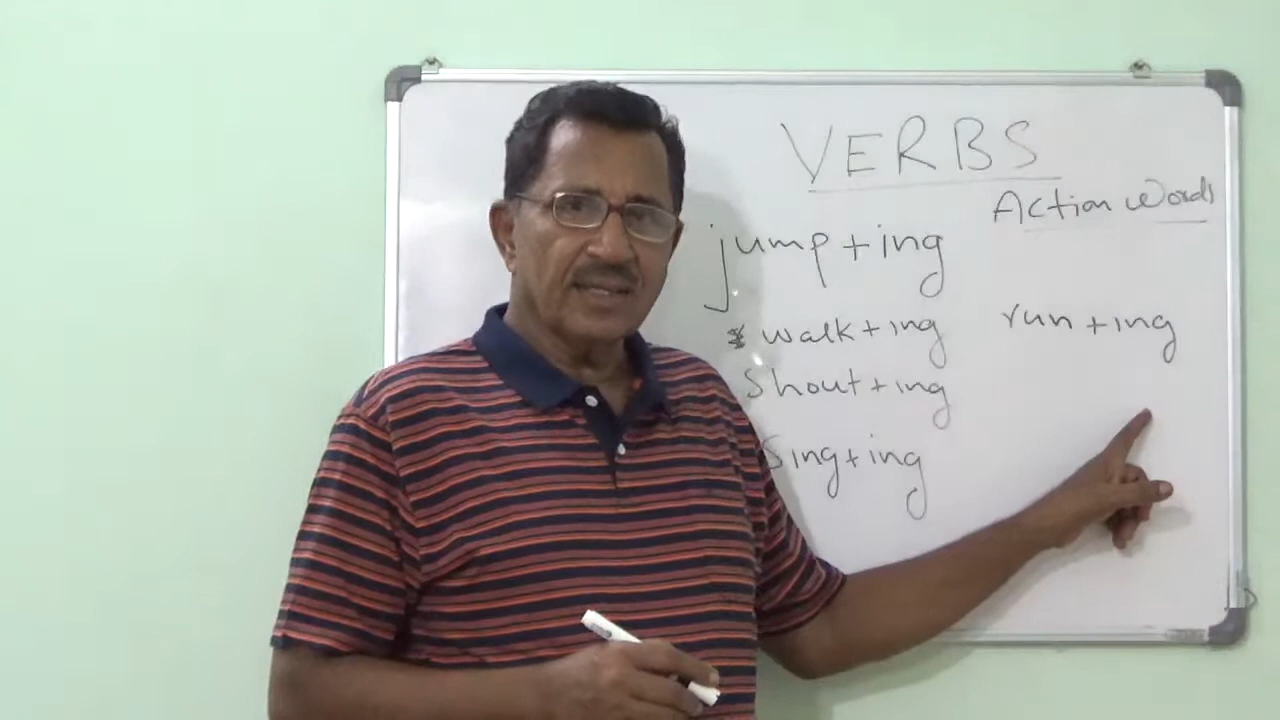 VERBS
Action Words
jump+ing
walk+ing run+ing
Shout+ing
Sing+ing